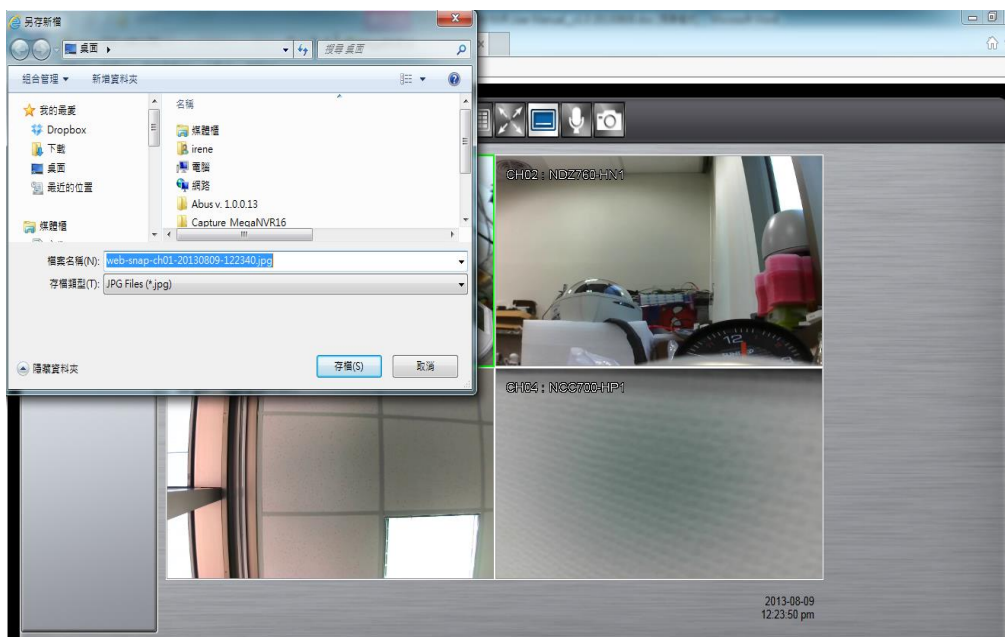 另存新檔
桌面
搜尋 桌面
組合管理
新增資料夾
我的最愛
Dropbox
下載
桌面
最近的位置
媒體櫃
名稱
媒體櫃
irene
電腦
網路
Abus v. 1.0.0.13
Capture MegaNVR16
檔案名稱(N): web-snap-ch01-20130809-122340.jpg
存檔類型(T): JPG Files (*.jpg)
隱藏資料夾
存檔(S)
取消
CH02 : NDZ760-HN1
12
CH04 : NCC700-HP1
2013-08-09
12:23:50 pm